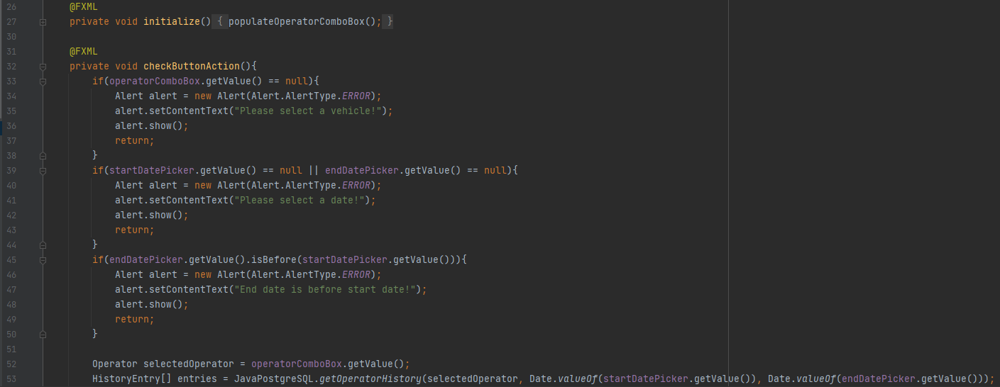 26 @FXML
27 private void initialize() { populateOperatorComboBox(); }
30
31 @FXML
32 private void checkButtonAction(){
33 if(operatorComboBox.getValue() == null){
34 Alert alert = new Alert(Alert.AlertType.ERROR);
35 alert.setContentText("Please select a vehicle!");
36 alert.show();
37 return;
38 }
39 if(startDatePicker.getValue() == null || endDatePicker.getValue() == null){
40 Alert alert = new Alert(Alert.AlertType.ERROR);
41 alert.setContentText("Please select a date!");
42 alert.show();
43 return;
44 }
45 if(endDatePicker.getValue().isBefore(startDatePicker.getValue())){
46 Alert alert = new Alert(Alert.AlertType.ERROR);
47 alert.setContentText("End date is before start date!");
48 alert.show();
49 return;
50 }
51
52 Operator selectedOperator = operatorComboBox.getValue();
53 HistoryEntry[] entries = JavaPostgreSQL.getOperatorHistory(selectedOperator, Date.valueOf(startDatePicker.getValue()), Date.valueOf(endDatePicker.getValue()));